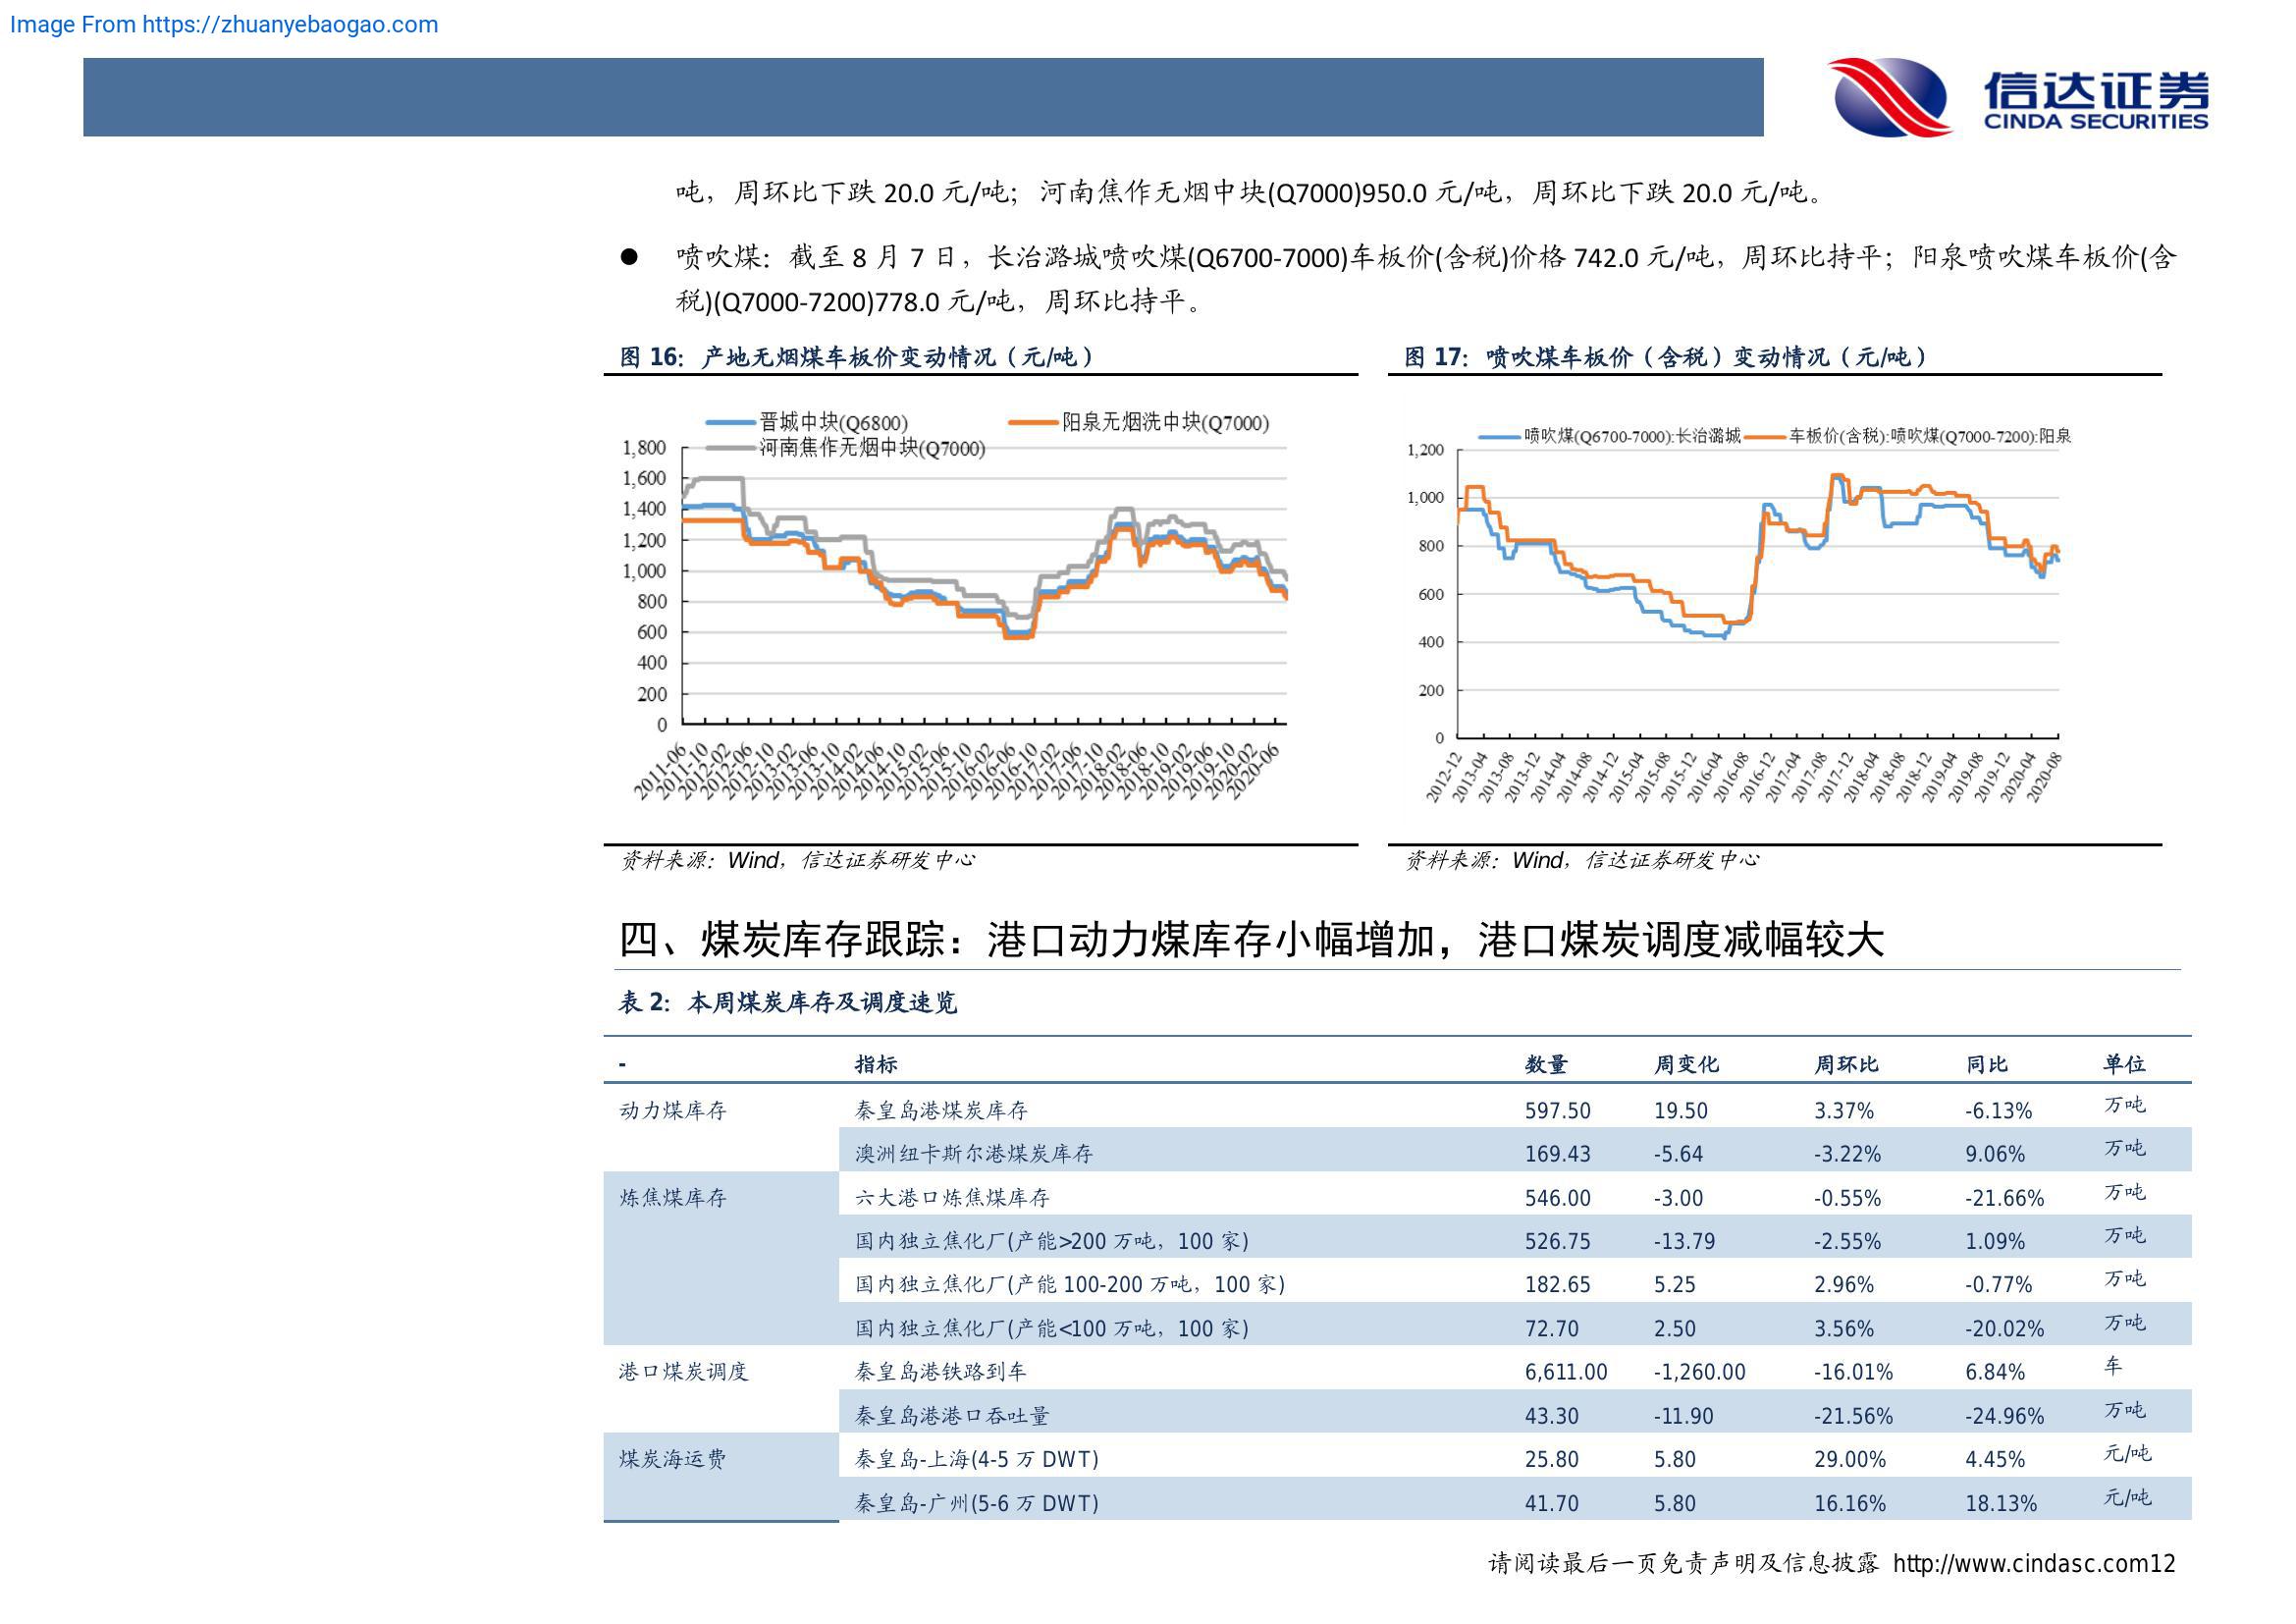 Image From https://zhuanyebaogao.com
信达证券
CINDA SECURITIES
吨，周环比下跌 20.0 元/吨；河南焦作无烟中块(Q7000)950.0 元/吨，周环比下跌 20.0 元/吨。
● 喷吹煤：截至 8 月 7 日，长治潞城喷吹煤(Q6700-7000)车板价(含税)价格 742.0 元/吨，周环比持平；阳泉喷吹煤车板价(含
税)(Q7000-7200)778.0 元/吨，周环比持平。
图 16：产地无烟煤车板价变动情况（元/吨）
晋城中块(Q6800) 阳泉无烟洗中块(Q7000)
河南焦作无烟中块(Q7000)
1,800
1,600
1,400
1,200
1,000
800
600
400
200
0
2011-06 2011-10 2012-02 2012-06 2012-10 2013-02 2013-06 2013-10 2014-02 2014-06 2014-10 2015-02 2015-06 2015-10 2016-02 2016-06 2016-10 2017-02 2017-06 2017-10 2018-02 2018-06 2018-10 2019-02 2019-06 2019-10 2020-02 2020-06
资料来源：Wind，信达证券研发中心
图 17：喷吹煤车板价（含税）变动情况（元/吨）
喷吹煤(Q6700-7000):长治潞城 车板价(含税):喷吹煤(Q7000-7200):阳泉
1,200
1,000
800
600
400
200
0
2012-12 2013-04 2013-08 2013-12 2014-04 2014-08 2014-12 2015-04 2015-08 2015-12 2016-04 2016-08 2016-12 2017-04 2017-08 2017-12 2018-04 2018-08 2018-12 2019-04 2019-08 2019-12 2020-04 2020-08
资料来源：Wind，信达证券研发中心
四、煤炭库存跟踪：港口动力煤库存小幅增加，港口煤炭调度减幅较大
表 2：本周煤炭库存及调度速览
- 指标 数量 周变化 周环比 同比 单位
动力煤库存 秦皇岛港煤炭库存 597.50 19.50 3.37% -6.13% 万吨
澳洲纽卡斯尔港煤炭库存 169.43 -5.64 -3.22% 9.06% 万吨
炼焦煤库存 六大港口炼焦煤库存 546.00 -3.00 -0.55% -21.66% 万吨
国内独立焦化厂(产能>200 万吨，100 家) 526.75 -13.79 -2.55% 1.09% 万吨
国内独立焦化厂(产能 100-200 万吨，100 家) 182.65 5.25 2.96% -0.77% 万吨
国内独立焦化厂(产能<100 万吨，100 家) 72.70 2.50 3.56% -20.02% 万吨
港口煤炭调度 秦皇岛港铁路到车 6,611.00 -1,260.00 -16.01% 6.84% 车
秦皇岛港港口吞吐量 43.30 -11.90 -21.56% -24.96% 万吨
煤炭海运费 秦皇岛-上海(4-5 万 DWT) 25.80 5.80 29.00% 4.45% 元/吨
秦皇岛-广州(5-6 万 DWT) 41.70 5.80 16.16% 18.13% 元/吨
请阅读最后一页免责声明及信息披露 http://www.cindasc.com12